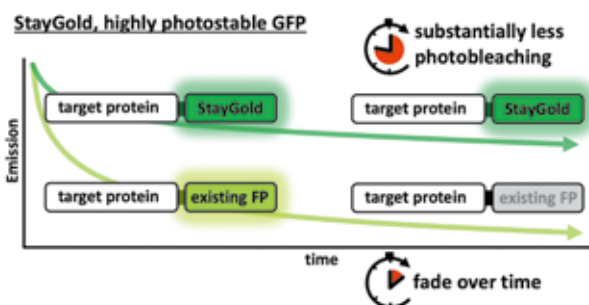 StayGold, highly photostable GFP
substantially less
photobleaching
target protein StayGold
target protein StayGold
Emission
target protein existing FP
target protein existing FP
time
fade over time